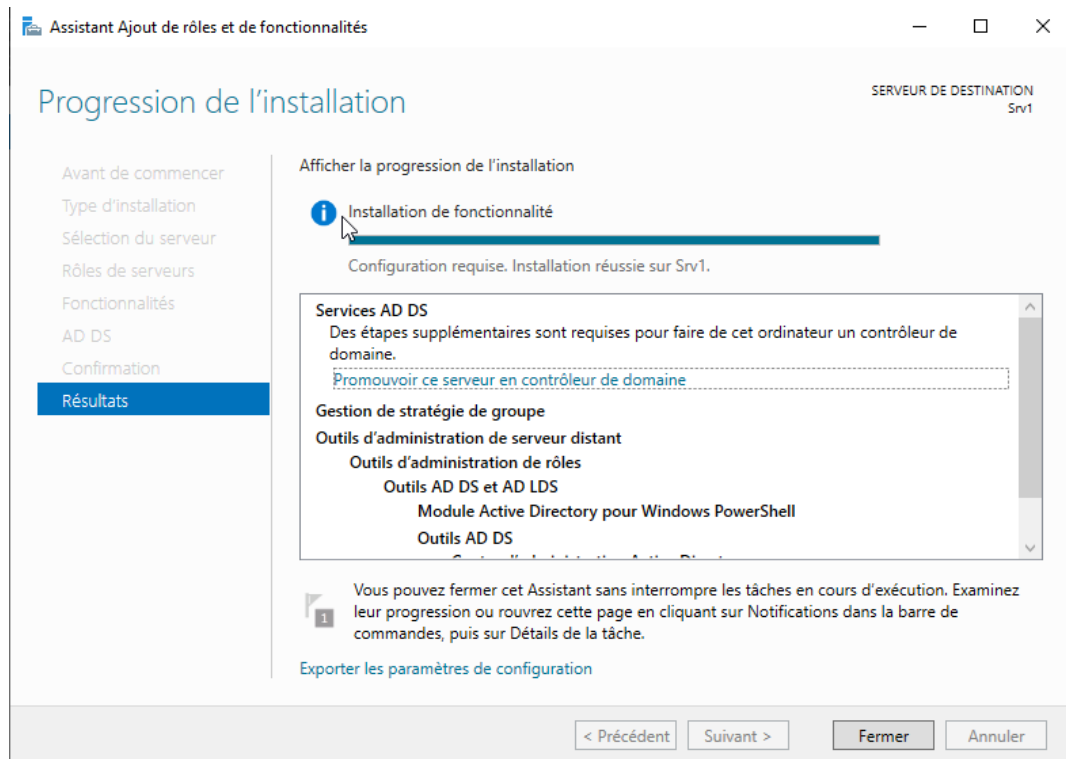 Assistant Ajout de rôles et de fonctionnalités
Progression de l'installation
SERVEUR DE DESTINATION
Srv1
Avant de commencer
Type d'installation
Sélection du serveur
Rôles de serveurs
Fonctionnalités
AD DS
Confirmation
Résultats
Afficher la progression de l'installation
Installation de fonctionnalité
Configuration requise. Installation réussie sur Srv1.
Services AD DS
Des étapes supplémentaires sont requises pour faire de cet ordinateur un contrôleur de
domaine.
Promouvoir ce serveur en contrôleur de domaine
Gestion de stratégie de groupe
Outils d'administration de serveur distant
Outils d'administration de rôles
Outils AD DS et AD LDS
Module Active Directory pour Windows PowerShell
Outils AD DS
1
Vous pouvez fermer cet Assistant sans interrompre les tâches en cours d'exécution. Examinez
leur progression ou rouvrez cette page en cliquant sur Notifications dans la barre de
commandes, puis sur Détails de la tâche.
Exporter les paramètres de configuration
< Précédent
Suivant >
Fermer
Annuler